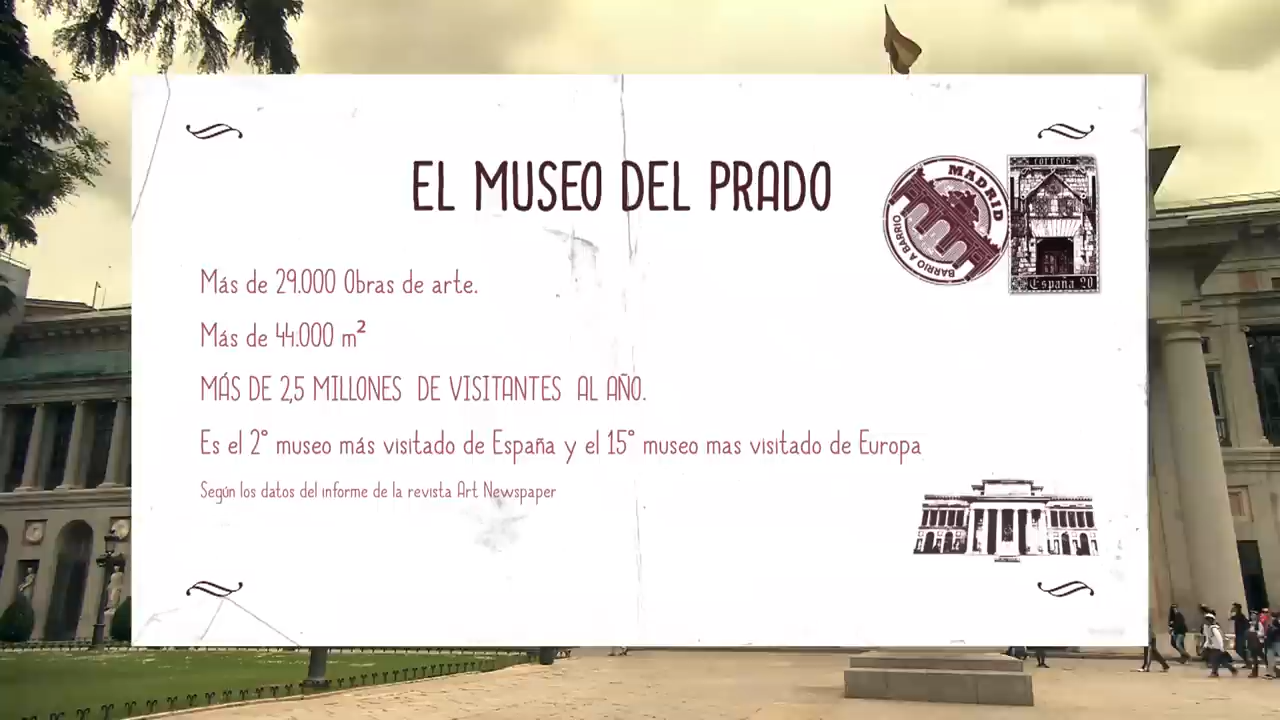 EL MUSEO DEL PRADO
MADRID
BARRIO A BARRIO
correos
España 20
Más de 29.000 Obras de arte.
Más de 44.000 m²
MÁS DE 2,5 MILLONES DE VISITANTES AL AÑO.
Es el 2° museo más visitado de España y el 15° museo mas visitado de Europa
Según los datos del informe de la revista Art Newspaper